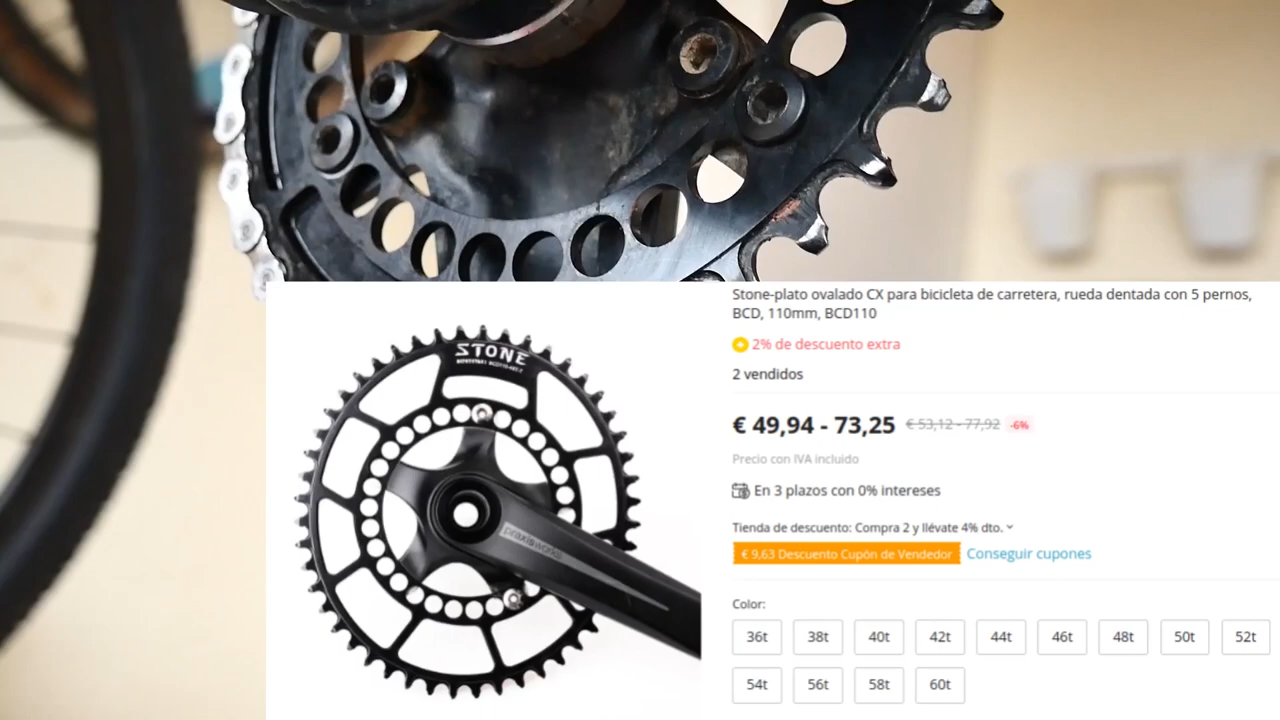 Stone-plato ovalado CX para bicicleta de carretera, rueda dentada con 5 pernos,
BCD, 110mm, BCD110
2% de descuento extra
2 vendidos
€ 49,94 - 73,25 € 53,12 - 77,92 -6%
Precio con IVA incluido
En 3 plazos con 0% intereses
Tienda de descuento: Compra 2 y llévate 4% dto.
€ 9,63 Descuento Cupón de Vendedor Conseguir cupones
Color:
36t 38t 40t 42t 44t 46t 48t 50t 52t
54t 56t 58t 60t
STONE
praxisworks